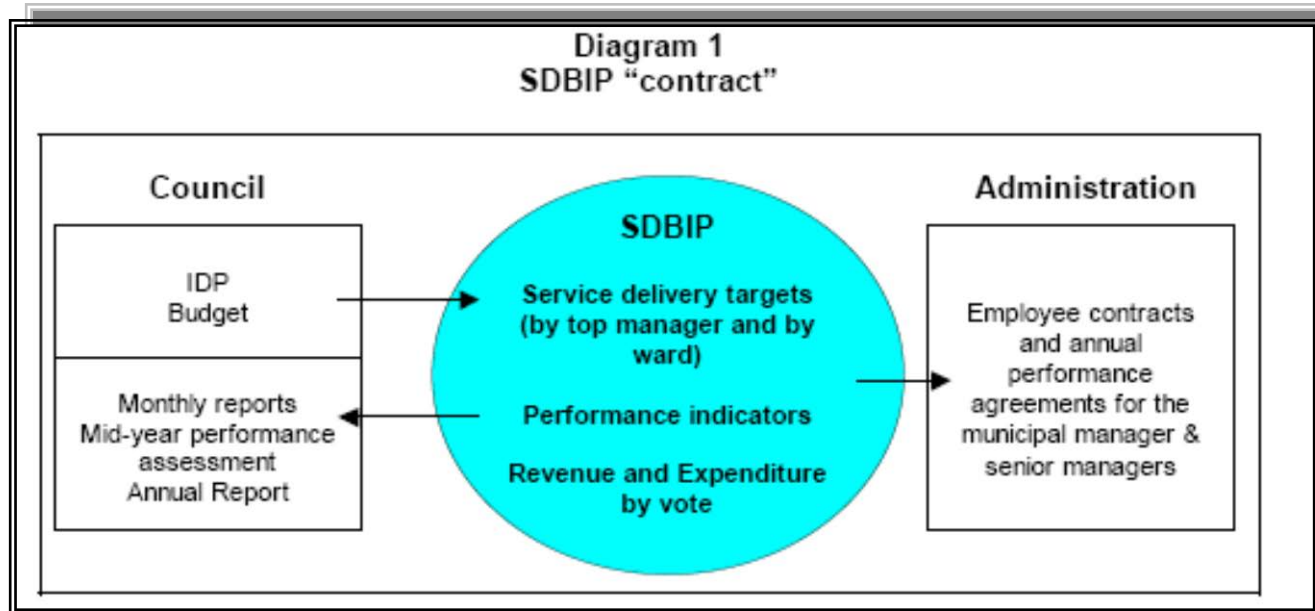 Diagram 1
SDBIP “contract”
Council
IDP
Budget
Monthly reports
Mid-year performance
assessment
Annual Report
SDBIP
Service delivery targets
(by top manager and by
ward)
Performance indicators
Revenue and Expenditure
by vote
Administration
Employee contracts
and annual
performance
agreements for the
municipal manager &
senior managers